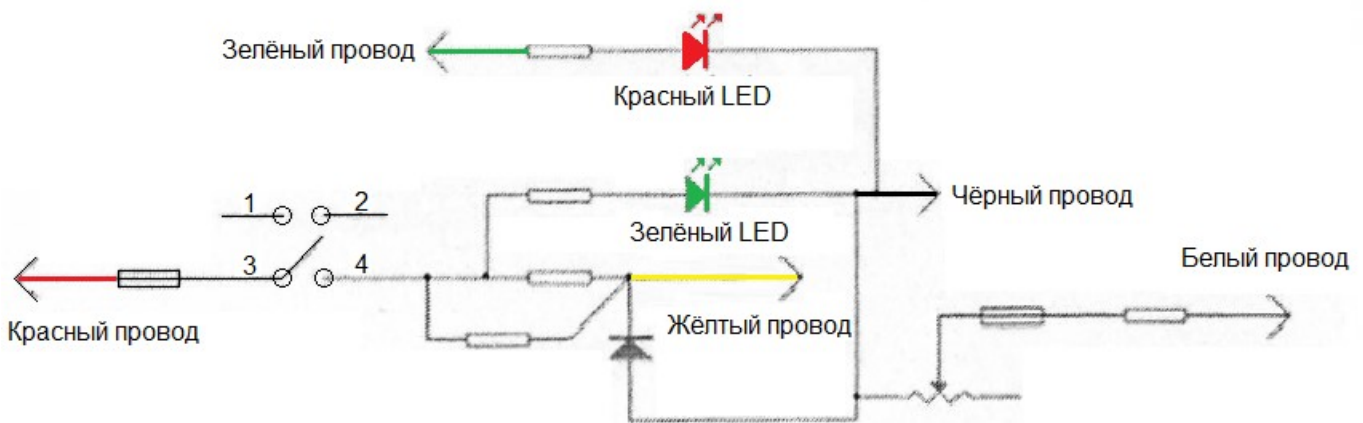 Зелёный провод
Красный LED
1 2
Чёрный провод
Зелёный LED
3 4
Белый провод
Красный провод
Жёлтый провод